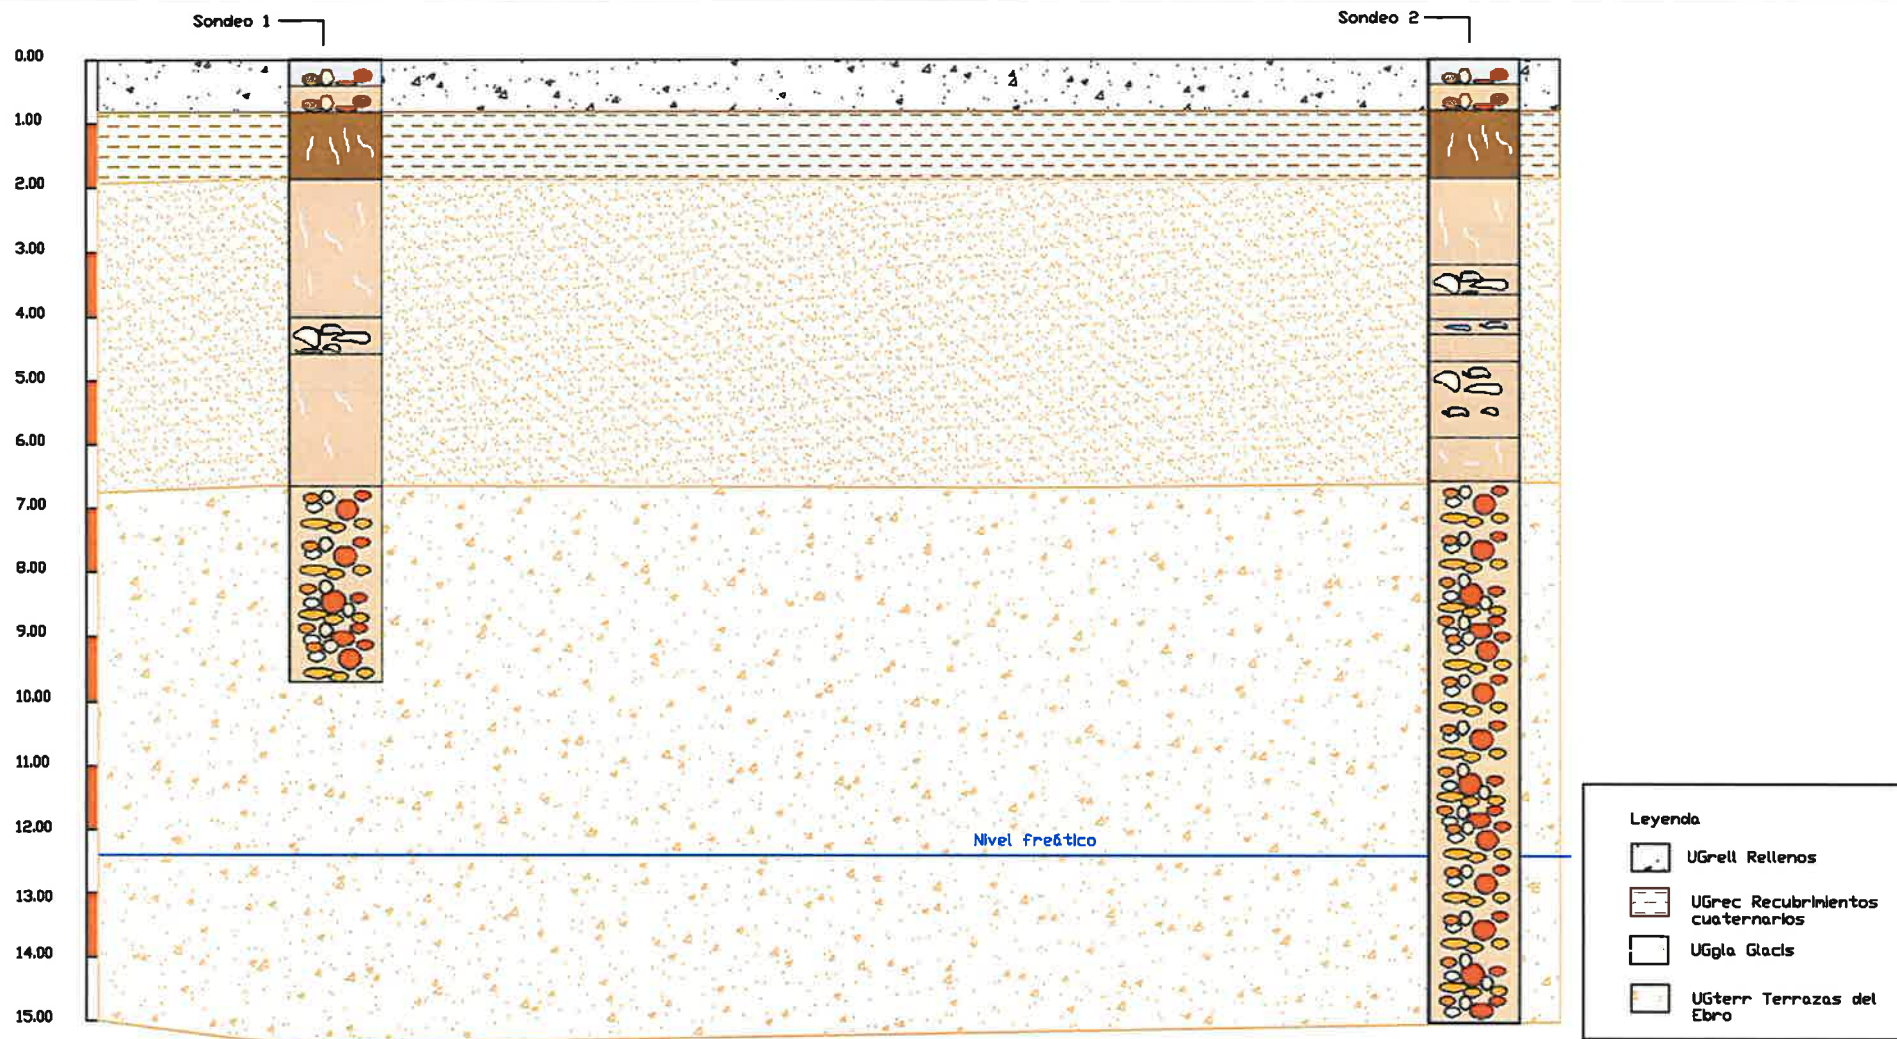 Sondeo 1
Sondeo 2
0.00
1.00
2.00
3.00
4.00
5.00
6.00
7.00
8.00
9.00
10.00
11.00
12.00
13.00
14.00
15.00
Nivel freático
Leyenda
UGrell Rellenos
UGrec Recubrimientos
cuaternarios
UGgla Glacis
UGterr Terrazas del
Ebro